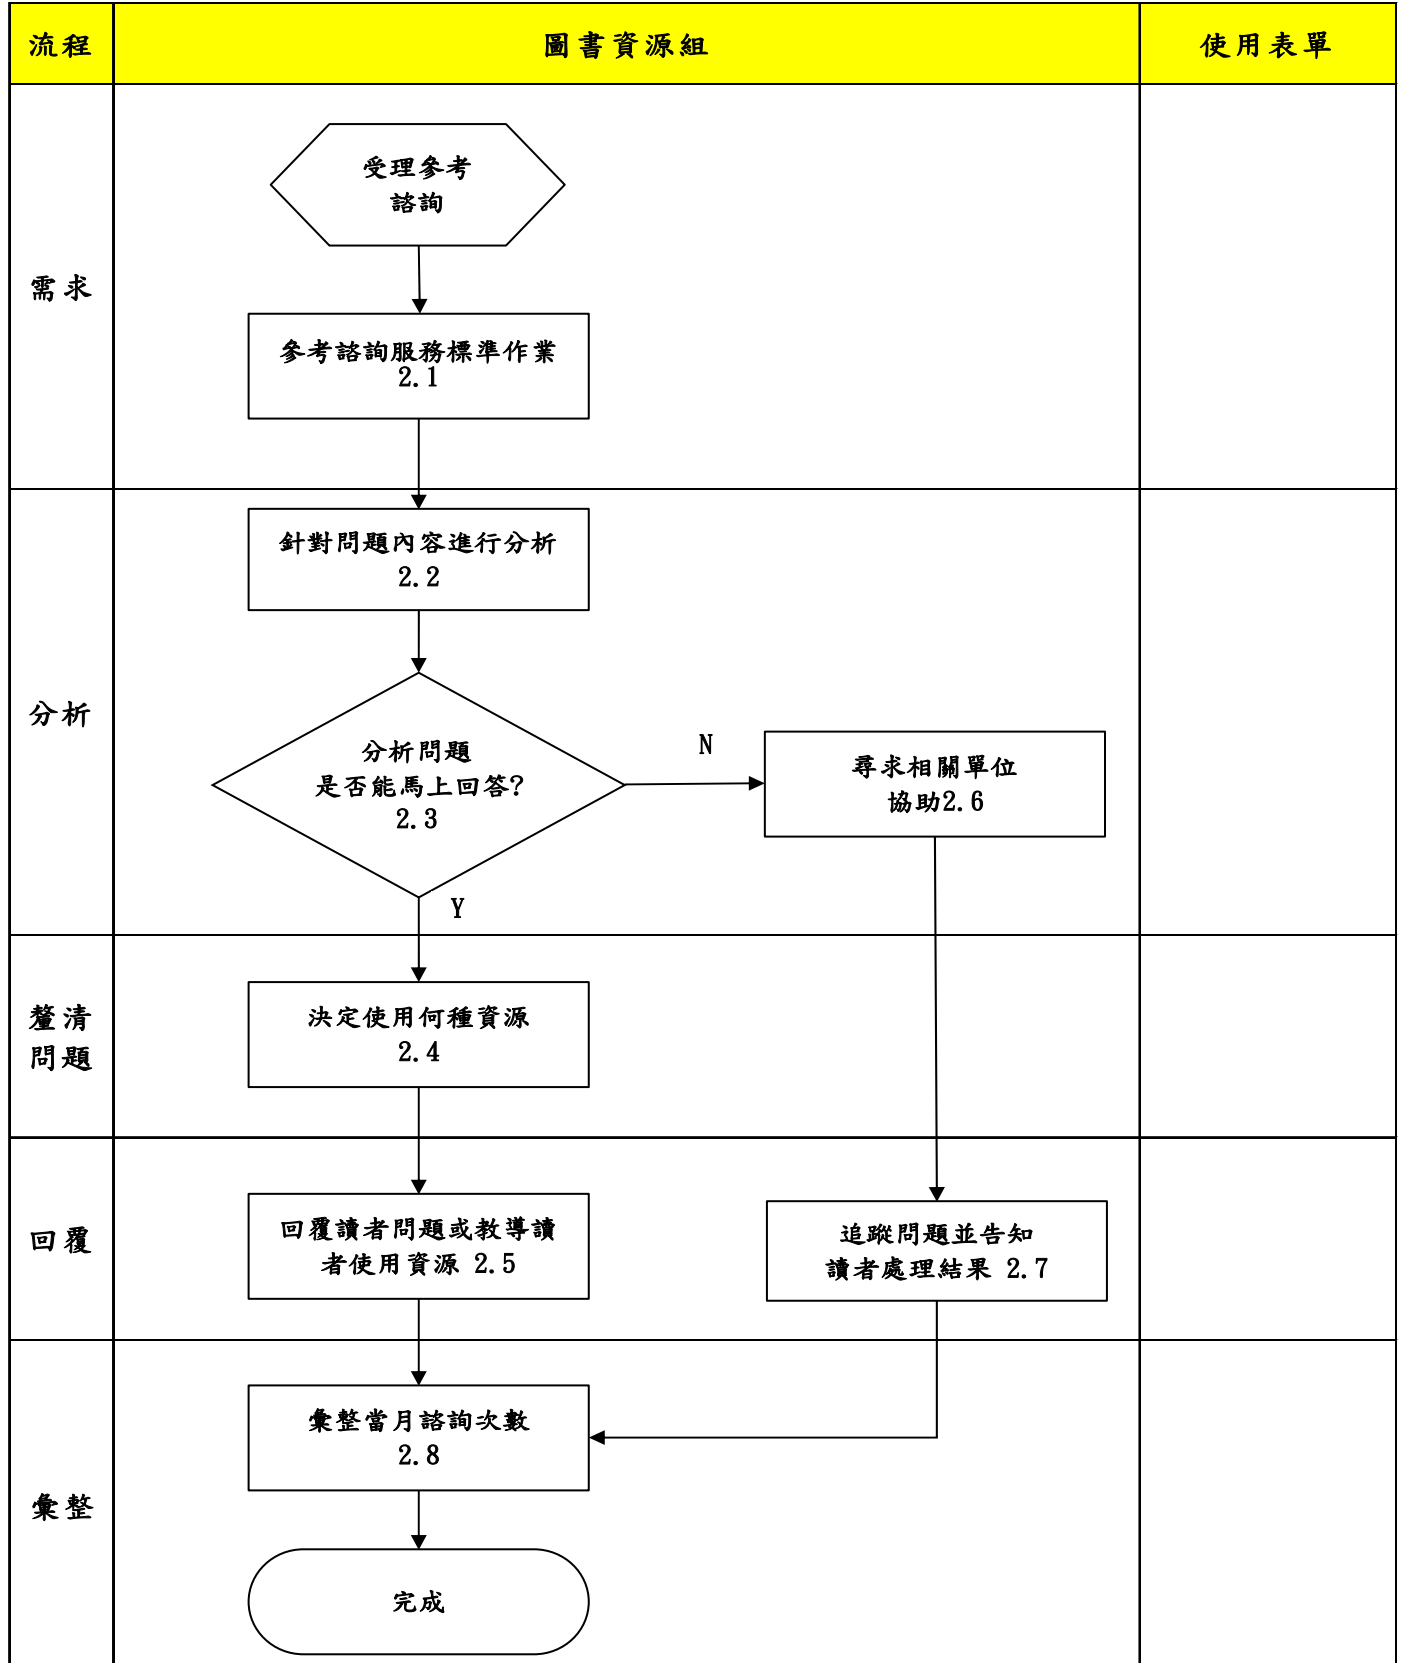 流程
圖書資源組
使用表單
需求
受理參考
諮詢
參考諮詢服務標準作業
2.1
分析
針對問題內容進行分析
2.2
分析問題
是否能馬上回答?
2.3
N
尋求相關單位
協助2.6
Y
釐清
問題
決定使用何種資源
2.4
回覆
回覆讀者問題或教導讀
者使用資源 2.5
追蹤問題並告知
讀者處理結果 2.7
彙整
彙整當月諮詢次數
2.8
完成